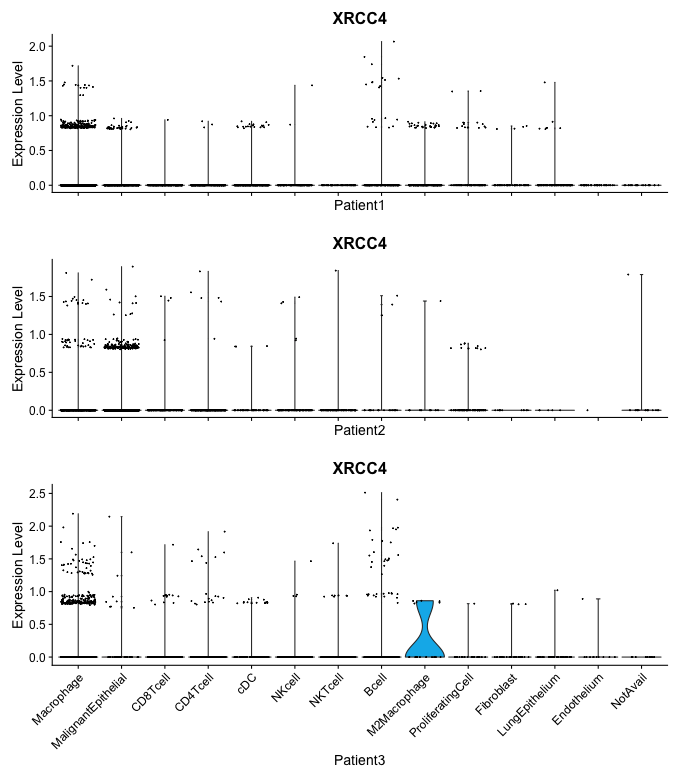 XRCC4
Expression Level
2.0
1.5
1.0
0.5
0.0
Patient1
XRCC4
Expression Level
1.5
1.0
0.5
0.0
Patient2
XRCC4
Expression Level
2.5
2.0
1.5
1.0
0.5
0.0
Macrophage
MalignantEpithelial
CD8Tcell
CD4Tcell
cDC
NKcell
NKTcell
Bcell
M2Macrophage
ProliferatingCell
Fibroblast
LungEpithelium
Endothelium
NotAvail
Patient3